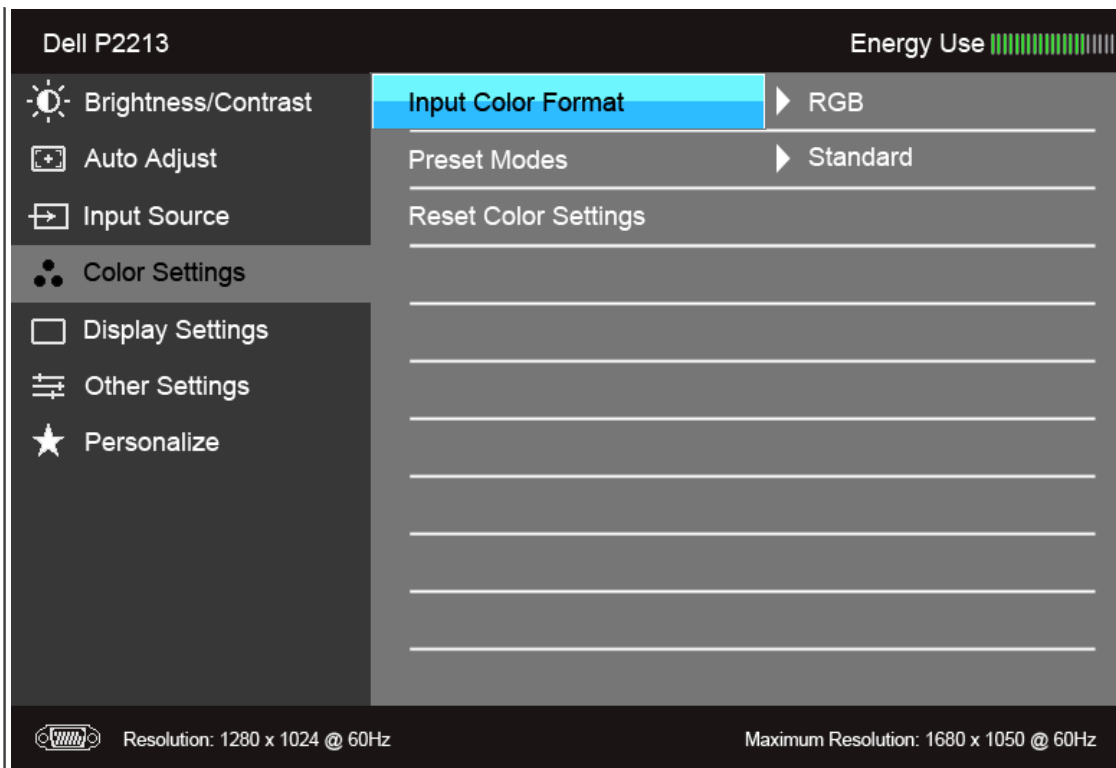 Dell P2213
Energy Use
Brightness/Contrast
Auto Adjust
Input Source
Color Settings
Display Settings
Other Settings
Personalize
Input Color Format RGB
Preset Modes Standard
Reset Color Settings
Resolution: 1280 x 1024 @ 60Hz
Maximum Resolution: 1680 x 1050 @ 60Hz